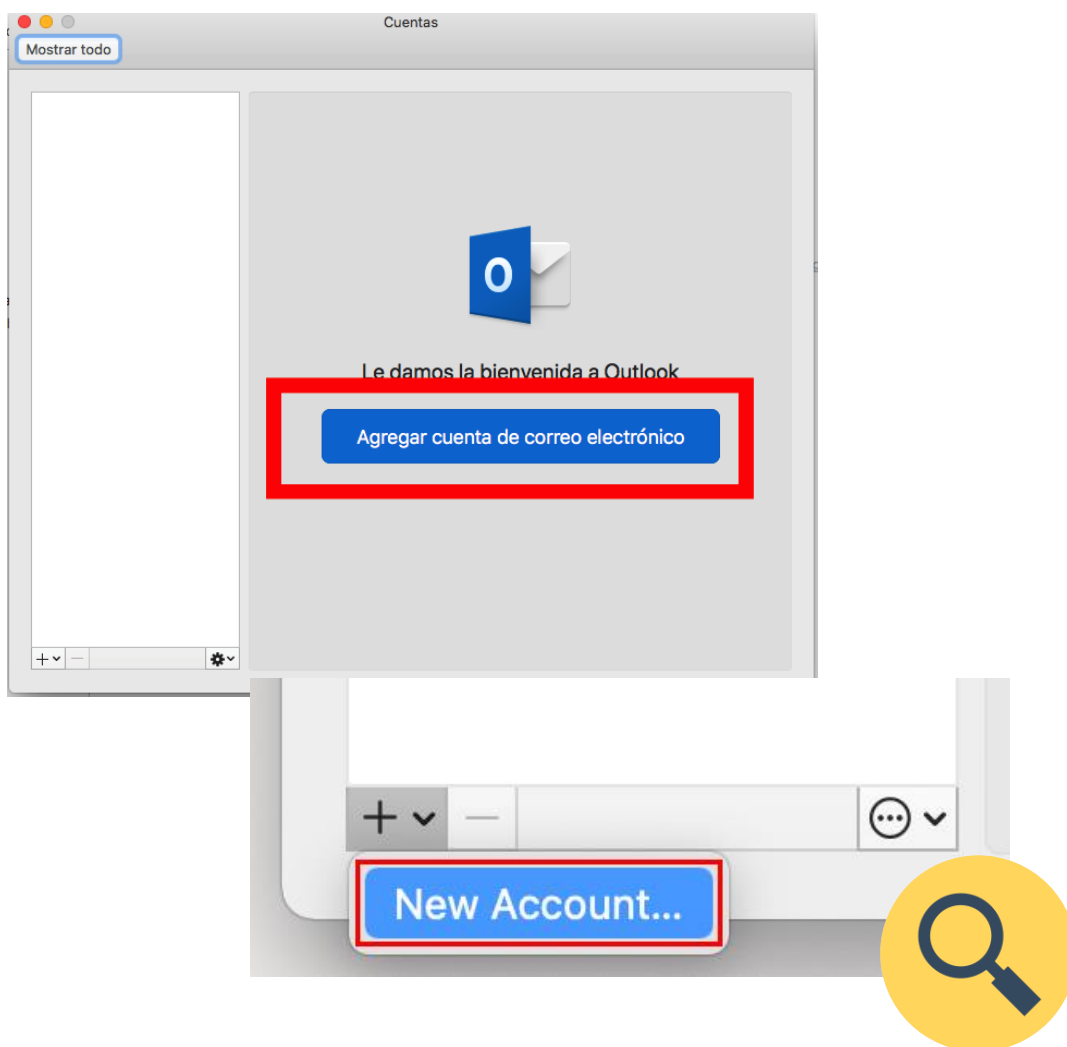 Cuentas
Mostrar todo
O
Le damos la bienvenida a Outlook
Agregar cuenta de correo electrónico
New Account...